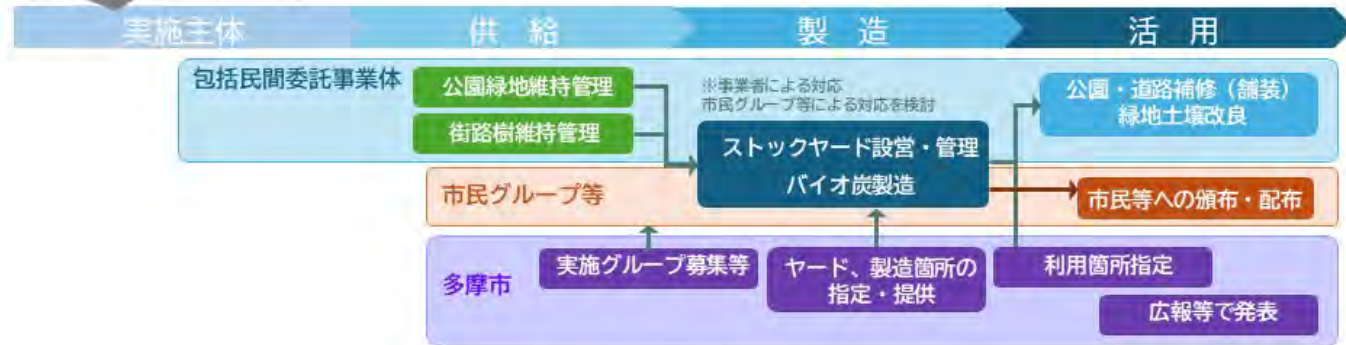 実施主体
供　給
製　造
活　用
包括民間委託事業体
公園緑地維持管理
街路樹維持管理
※事業者による対応
市民グループ等による対応を検討
ストックヤード設営・管理
バイオ炭製造
公園・道路補修（舗装）
緑地土壌改良
市民グループ等
市民等への頒布・配布
多摩市
実施グループ募集等
ヤード、製造箇所の
指定・提供
利用箇所指定
広報等で発表